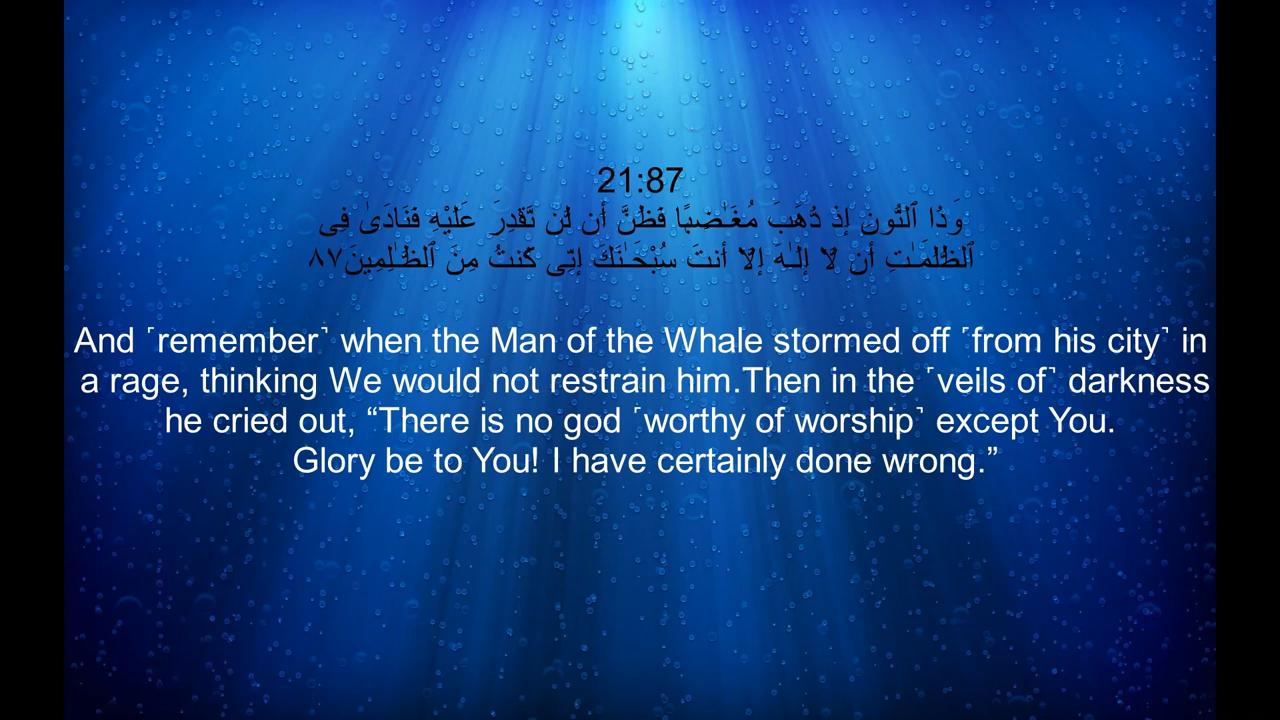 21:87
وَذَا ٱلنُّونِ إِذ ذَّهَبَ مُغَـٰضِبًا فَظَنَّ أَن لَّن نَّقْدِرَ عَلَيْهِ فَنَادَىٰ فِى
ٱلظُّلُمَـٰتِ أَن لَّا إِلَـٰهَ إِلَّا أَنتَ سُبْحَـٰنَكَ إِنِّى كُنتُ مِنَ ٱلظَّـٰلِمِينَ٨٧
And ˹remember˺ when the Man of the Whale stormed off ˹from his city˺ in
a rage, thinking We would not restrain him.Then in the ˹veils of˺ darkness
he cried out, “There is no god ˹worthy of worship˺ except You.
Glory be to You! I have certainly done wrong.”